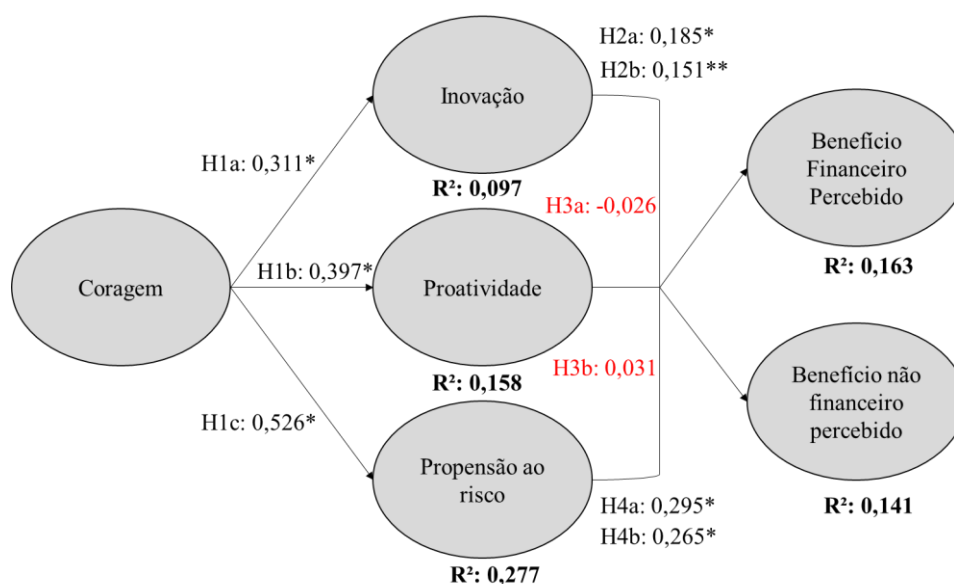 H2a: 0,185*
H2b: 0,151**
Inovação
Benefício
Financeiro
Percebido
H1a: 0,311*
R²: 0,097
H3a: -0,026
R²: 0,163
H1b: 0,397*
Coragem
Proatividade
H3b: 0,031
R²: 0,158
Benefício não
financeiro
percebido
H1c: 0,526*
Propensão ao
risco
H4a: 0,295*
H4b: 0,265*
R²: 0,141
R²: 0,277